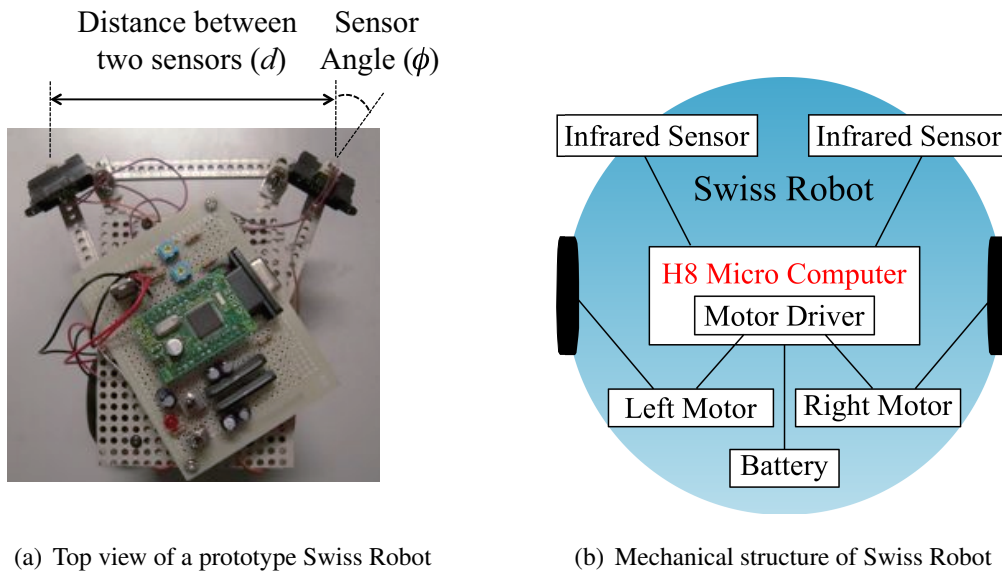 Distance between
two sensors (d)
Sensor
Angle (ϕ)
Infrared Sensor
Infrared Sensor
Swiss Robot
H8 Micro Computer
Motor Driver
Left Motor
Right Motor
Battery
(a) Top view of a prototype Swiss Robot
(b) Mechanical structure of Swiss Robot